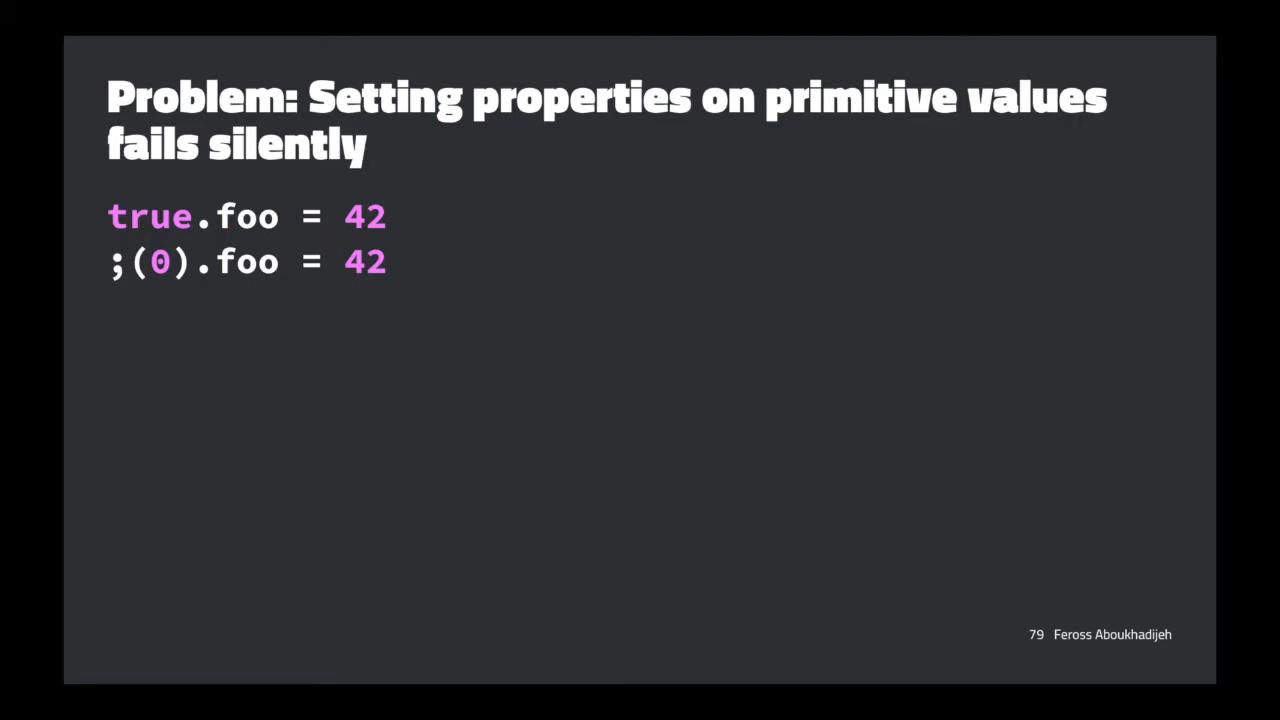 Problem: Setting properties on primitive values
fails silently
true.foo = 42
;(0).foo = 42
79 Feross Aboukhadijeh